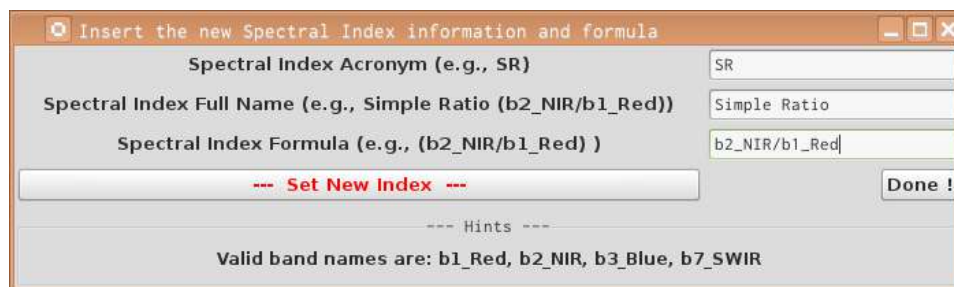 Insert the new Spectral Index information and formula
Spectral Index Acronym (e.g., SR) SR
Spectral Index Full Name (e.g., Simple Ratio (b2_NIR/b1_Red)) Simple Ratio
Spectral Index Formula (e.g., (b2_NIR/b1_Red) ) b2_NIR/b1_Red
--- Set New Index --- Done !
--- Hints ---
Valid band names are: b1_Red, b2_NIR, b3_Blue, b7_SWIR